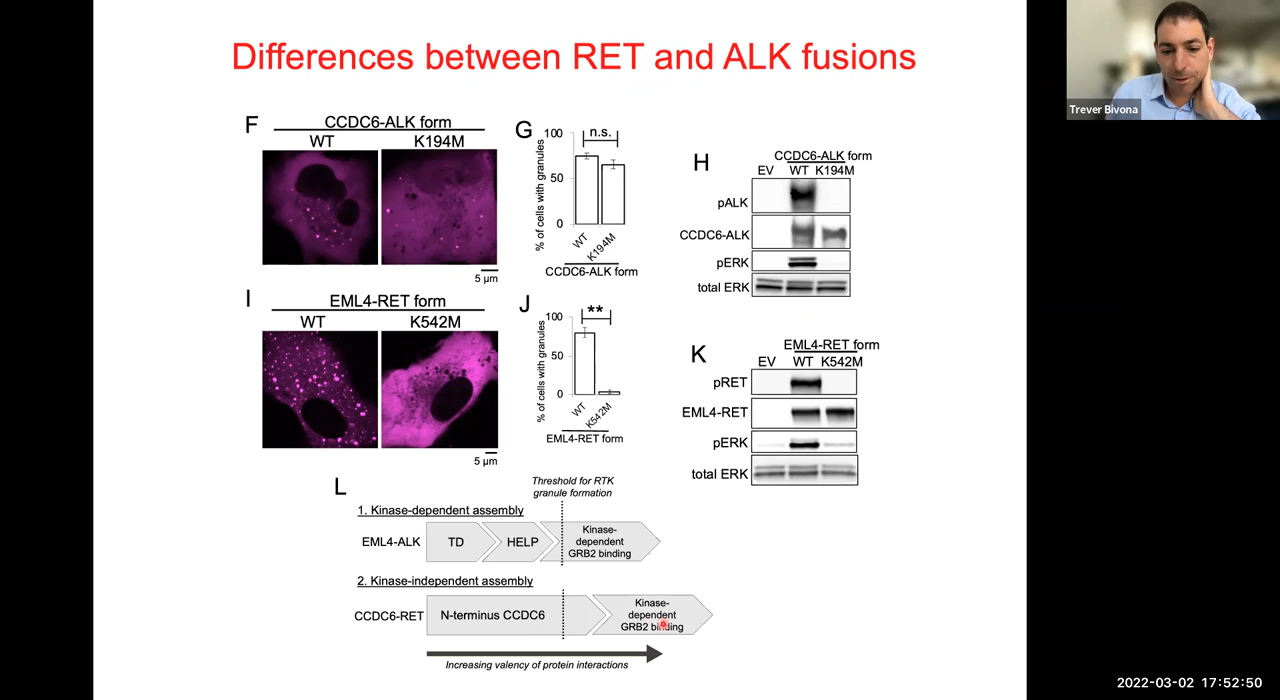 Differences between RET and ALK fusions
Trever Bivona
F
CCDC6-ALK form
WT K194M
5 µm
G
% of cells with granules
100
50
0
n.s.
WT
K194M
CCDC6-ALK form
H
CCDC6-ALK form
EV WT K194M
pALK
CCDC6-ALK
pERK
total ERK
I
EML4-RET form
WT K542M
5 µm
J
% of cells with granules
100
50
0
**
WT
K542M
EML4-RET form
K
EML4-RET form
EV WT K542M
pRET
EML4-RET
pERK
total ERK
L
Threshold for RTK
granule formation
1. Kinase-dependent assembly
EML4-ALK
TD
HELP
Kinase-
dependent
GRB2 binding
2. Kinase-independent assembly
CCDC6-RET
N-terminus CCDC6
Kinase-
dependent
GRB2 binding
Increasing valency of protein interactions
2022-03-02 17:52:50